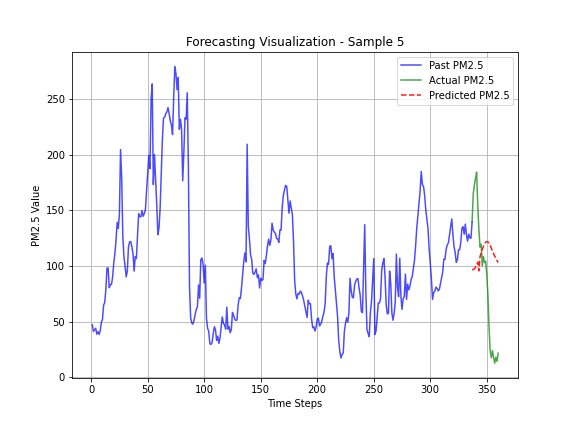 Forecasting Visualization - Sample 5
Past PM2.5
Actual PM2.5
Predicted PM2.5
PM2.5 Value
250
200
150
100
50
0
0 50 100 150 200 250 300 350
Time Steps